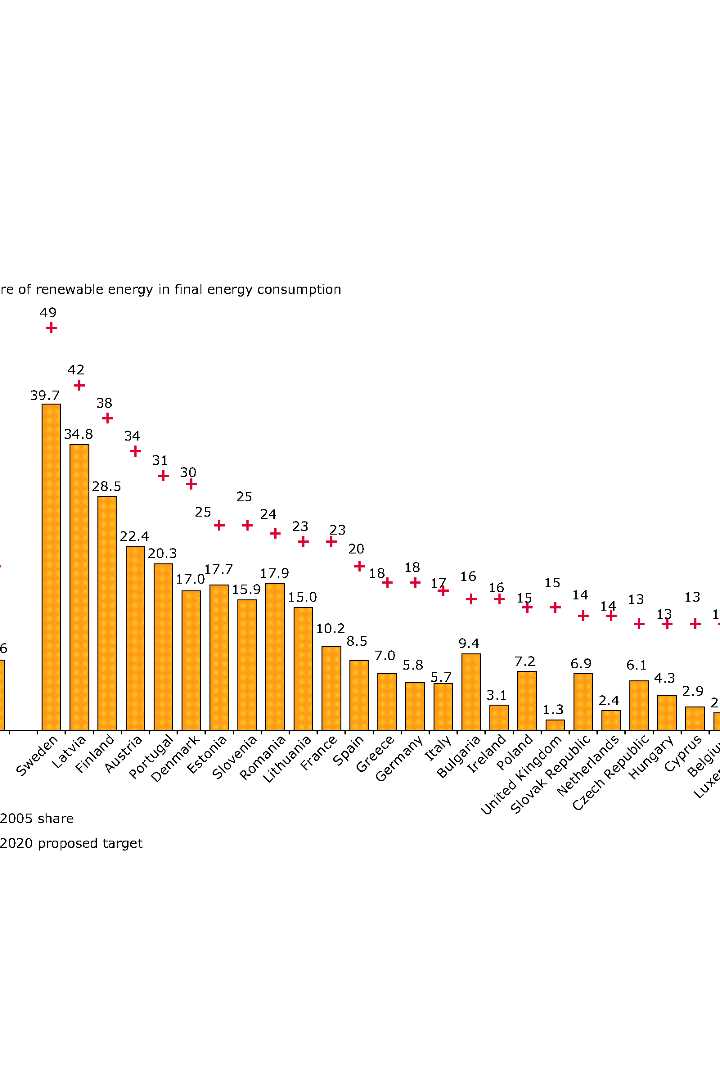 re of renewable energy in final energy consumption
49
42
38
34
31
30
25
25
24
23
23
20
18
18
17
16
16
15
15
14
14
13
13
13
1
39.7
34.8
28.5
22.4
20.3
17.0
17.7
15.9
17.9
15.0
10.2
8.5
7.0
5.8
5.7
9.4
3.1
7.2
1.3
6.9
2.4
6.1
4.3
2.9
2
6
Sweden
Latvia
Finland
Austria
Portugal
Denmark
Estonia
Slovenia
Romania
Lithuania
France
Spain
Greece
Germany
Italy
Bulgaria
Ireland
Poland
United Kingdom
Slovak Republic
Netherlands
Czech Republic
Hungary
Cyprus
Belgiu
Luxe
2005 share
2020 proposed target